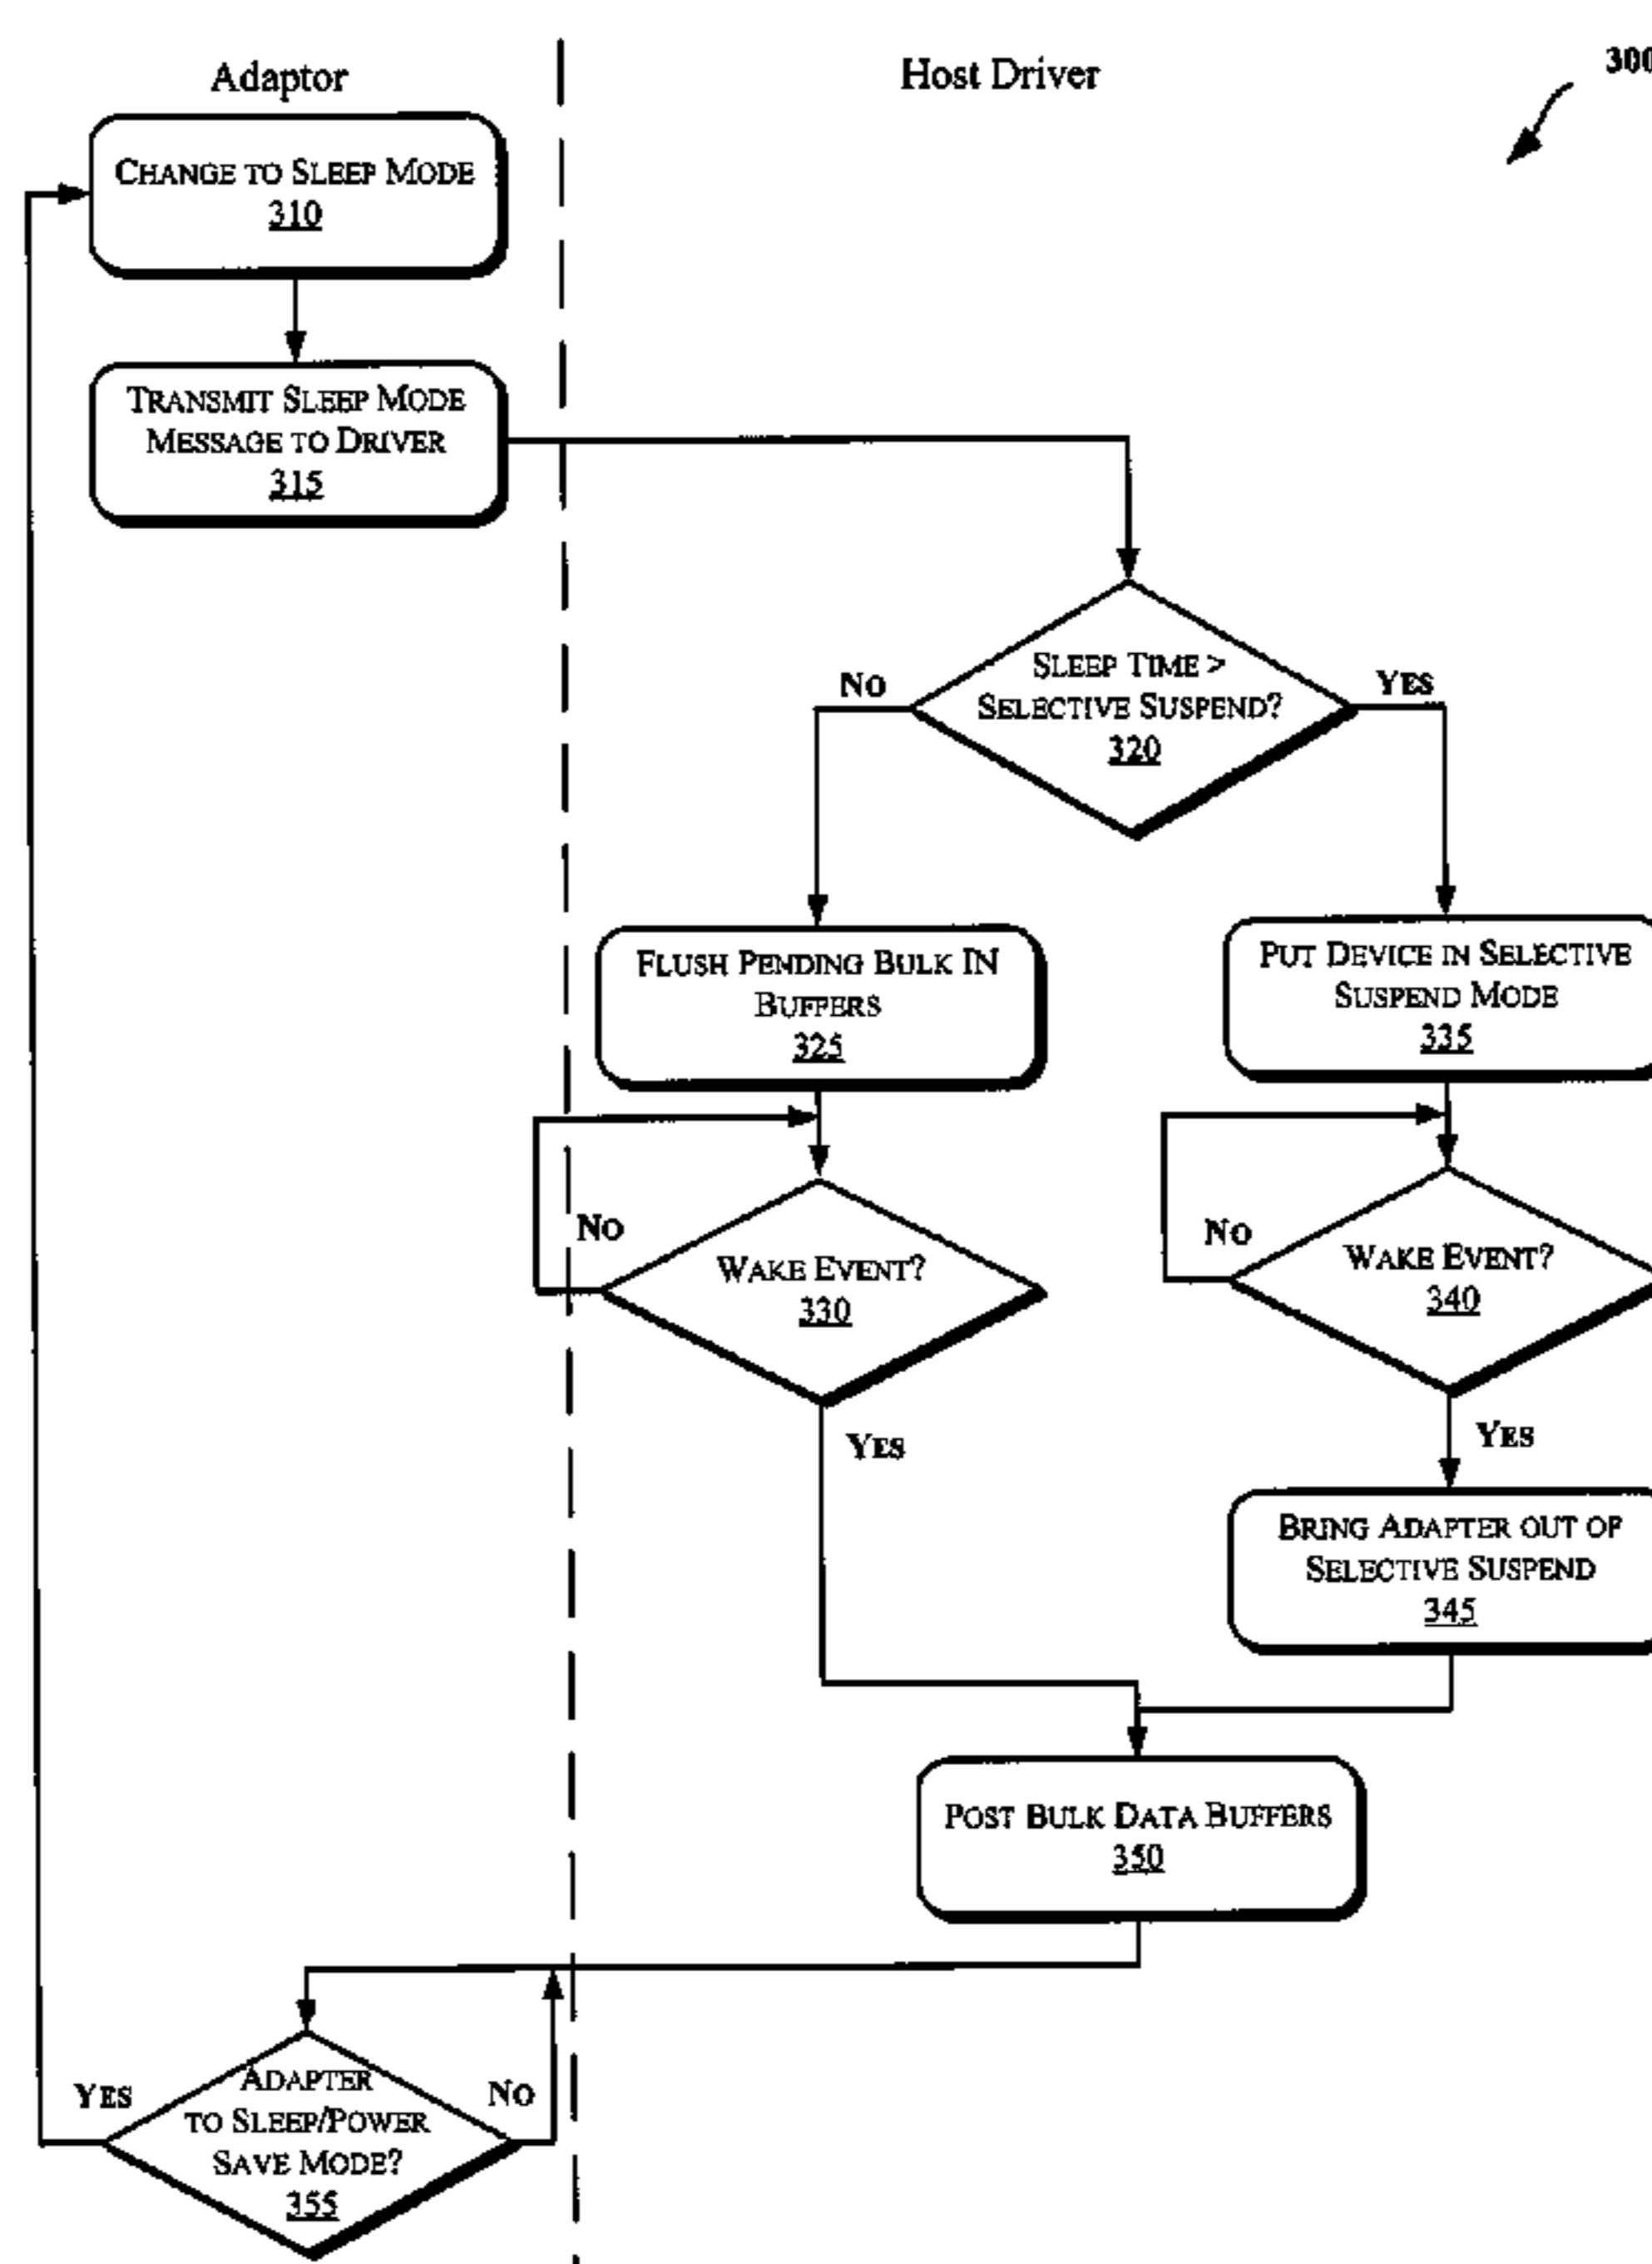 Adaptor
Host Driver
300
CHANGE TO SLEEP MODE
310
TRANSMIT SLEEP MODE
MESSAGE TO DRIVER
315
SLEEP TIME >
SELECTIVE SUSPEND?
320
NO
YES
FLUSH PENDING BULK IN
BUFFERS
325
PUT DEVICE IN SELECTIVE
SUSPEND MODE
335
WAKE EVENT?
330
NO
YES
WAKE EVENT?
340
NO
YES
BRING ADAPTER OUT OF
SELECTIVE SUSPEND
345
POST BULK DATA BUFFERS
350
ADAPTER
TO SLEEP/POWER
SAVE MODE?
355
YES
NO